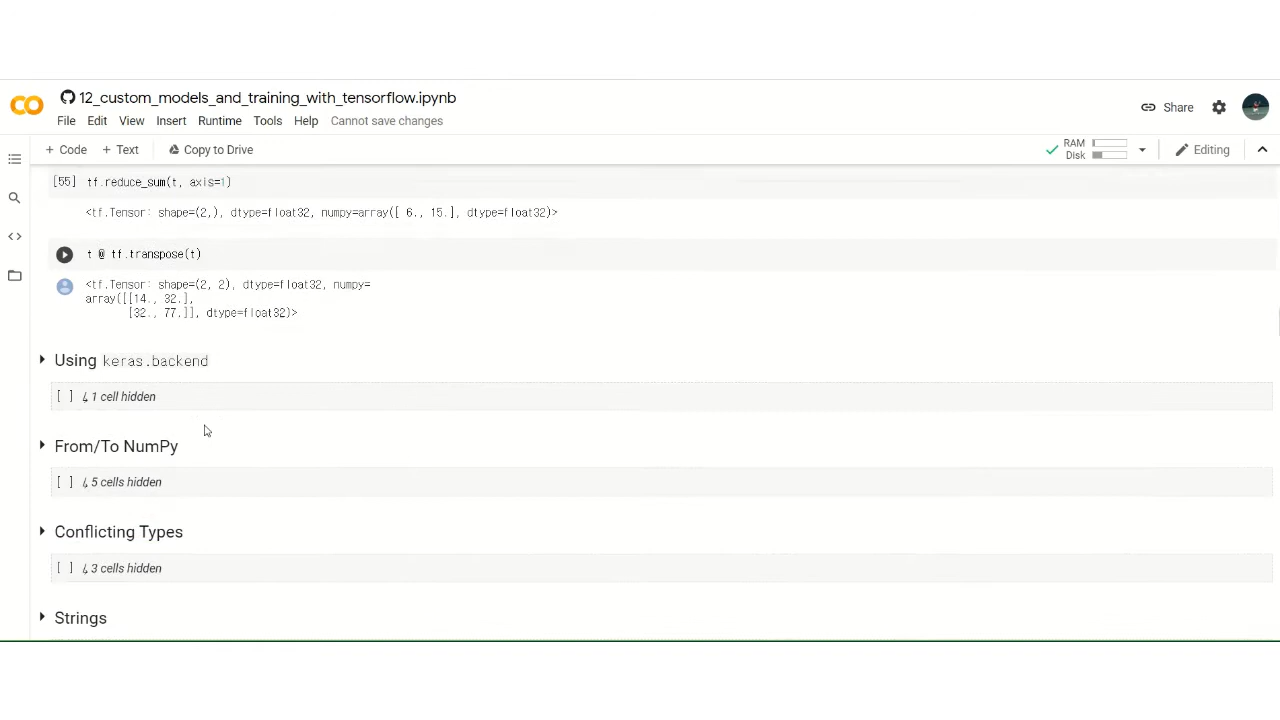 12_custom_models_and_training_with_tensorflow.ipynb
File Edit View Insert Runtime Tools Help Cannot save changes
Share
+ Code + Text Copy to Drive
RAM
Disk
Editing
[55] tf.reduce_sum(t, axis=1)
<tf.Tensor: shape=(2,), dtype=float32, numpy=array([ 6., 15.], dtype=float32)>
t @ tf.transpose(t)
<tf.Tensor: shape=(2, 2), dtype=float32, numpy=
array([[14., 32.],
[32., 77.]], dtype=float32)>
Using keras.backend
[ ] ↳ 1 cell hidden
From/To NumPy
[ ] ↳ 5 cells hidden
Conflicting Types
[ ] ↳ 3 cells hidden
Strings